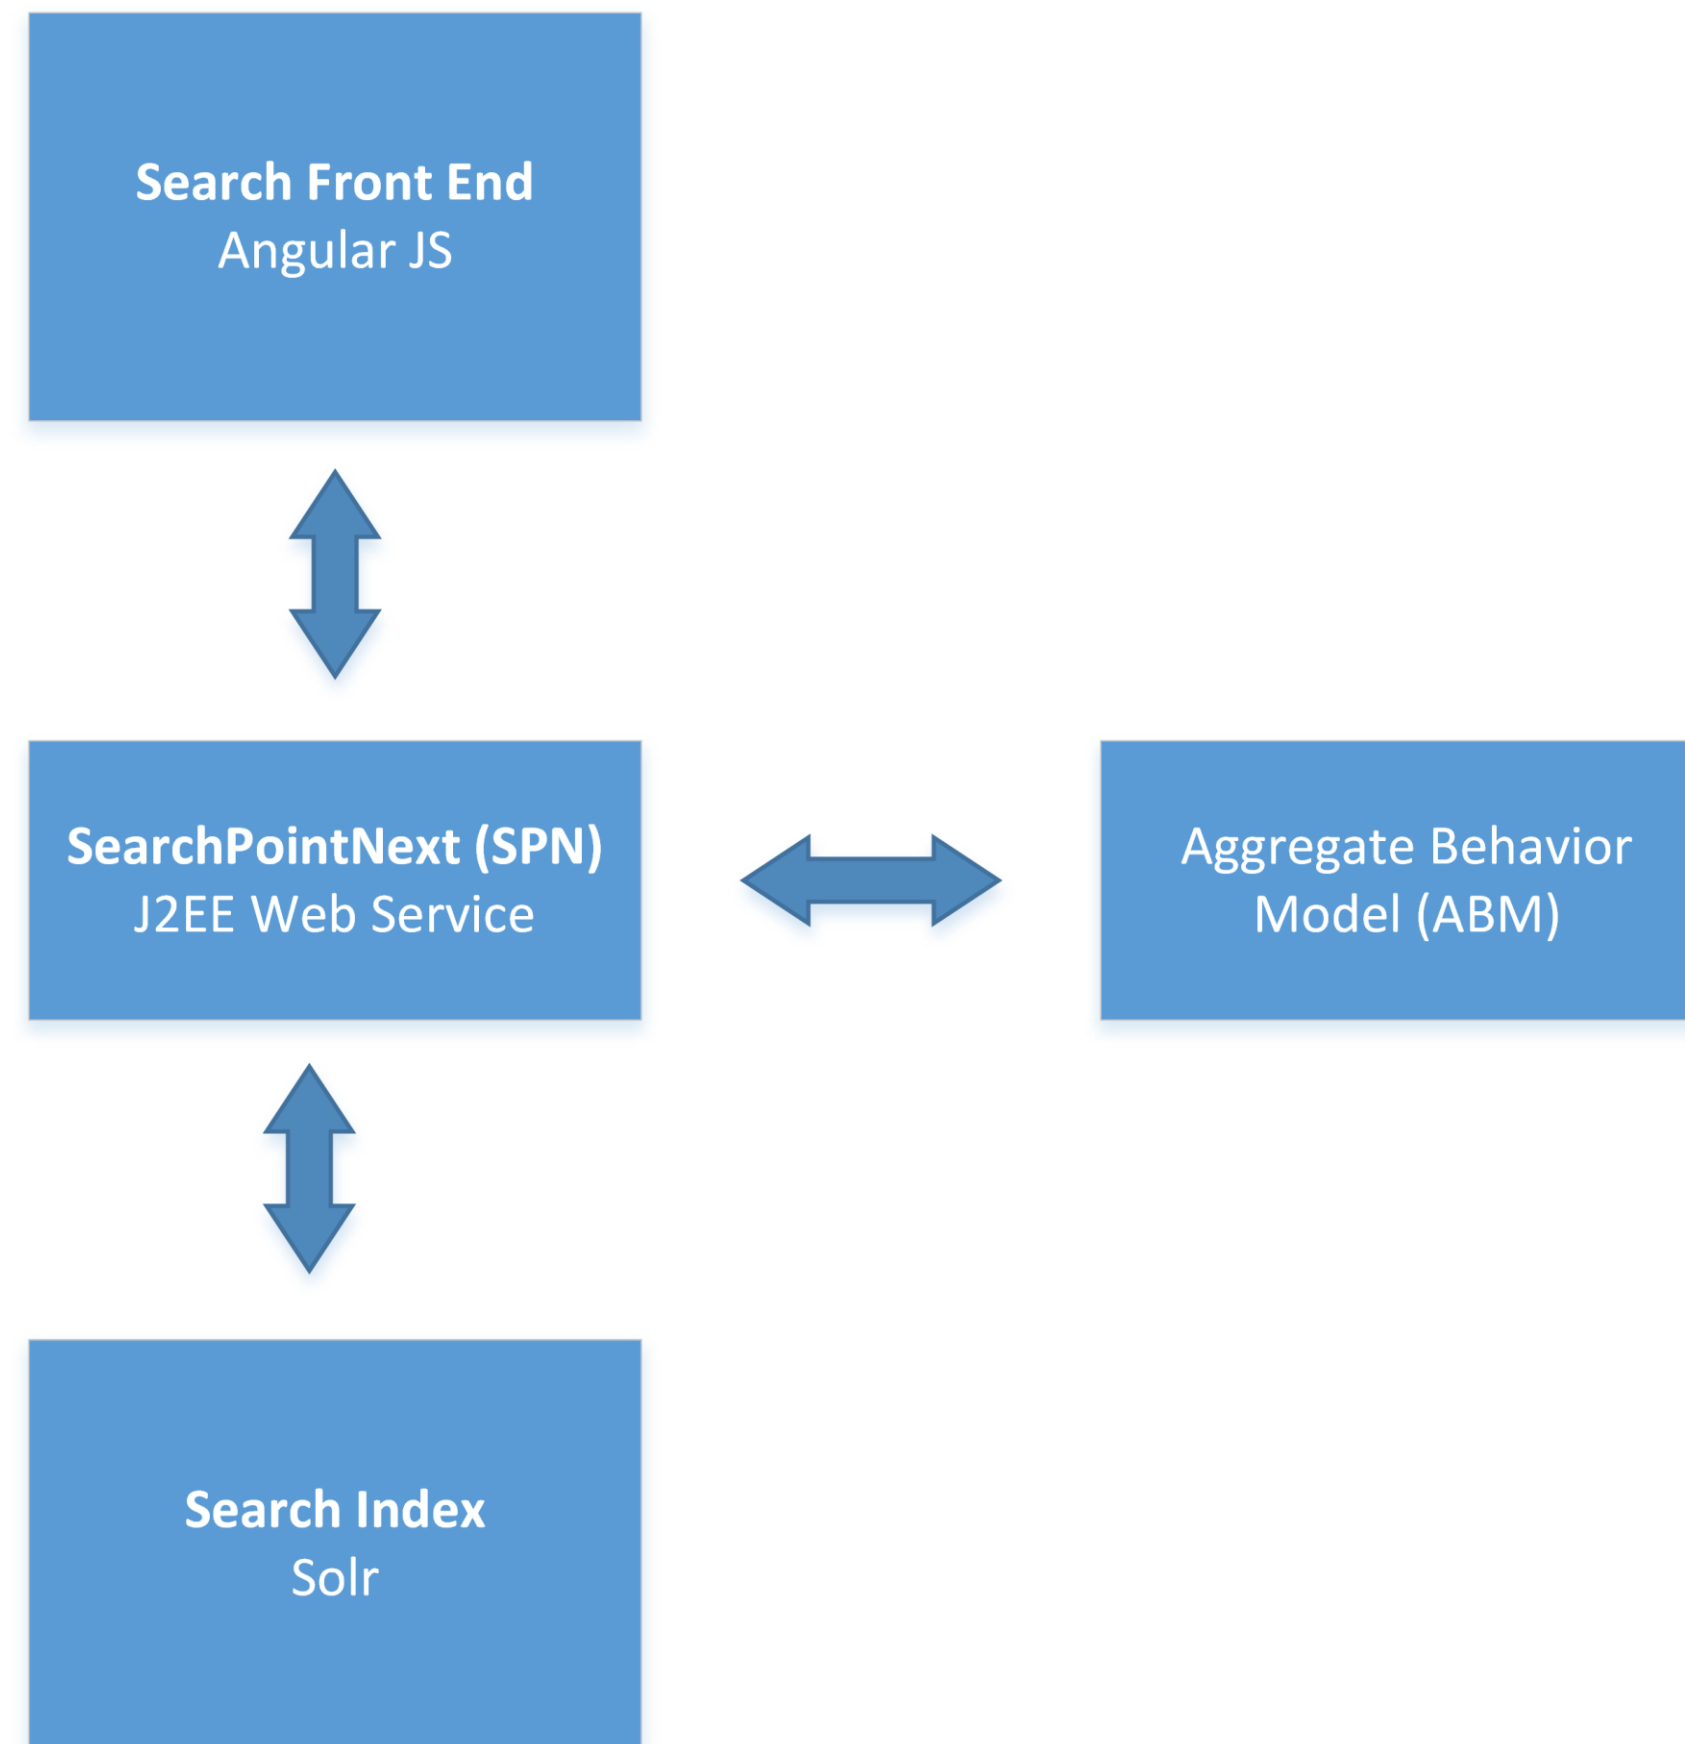 Search Front End
Angular JS
SearchPointNext (SPN)
J2EE Web Service
Aggregate Behavior
Model (ABM)
Search Index
Solr